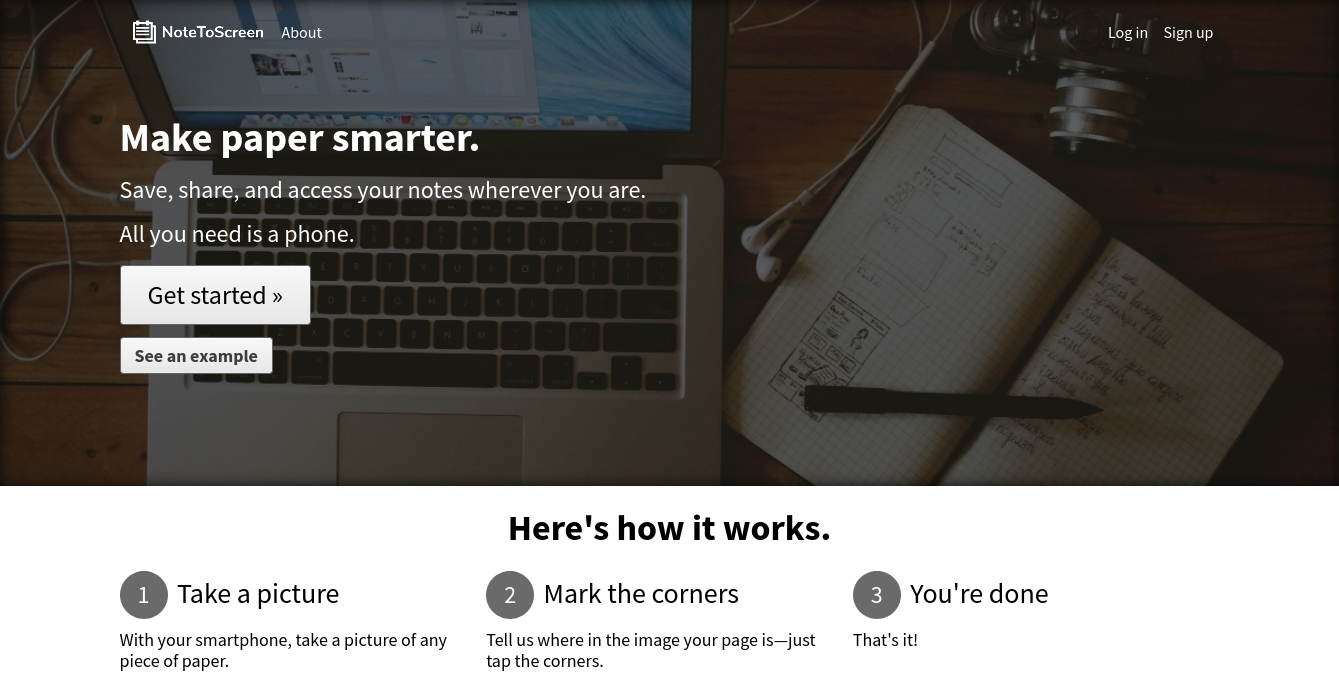 NoteToScreen About Log in Sign up
Make paper smarter.
Save, share, and access your notes wherever you are.
All you need is a phone.
Get started »
See an example
Here's how it works.
1 Take a picture
With your smartphone, take a picture of any
piece of paper.
2 Mark the corners
Tell us where in the image your page is—just
tap the corners.
3 You're done
That's it!